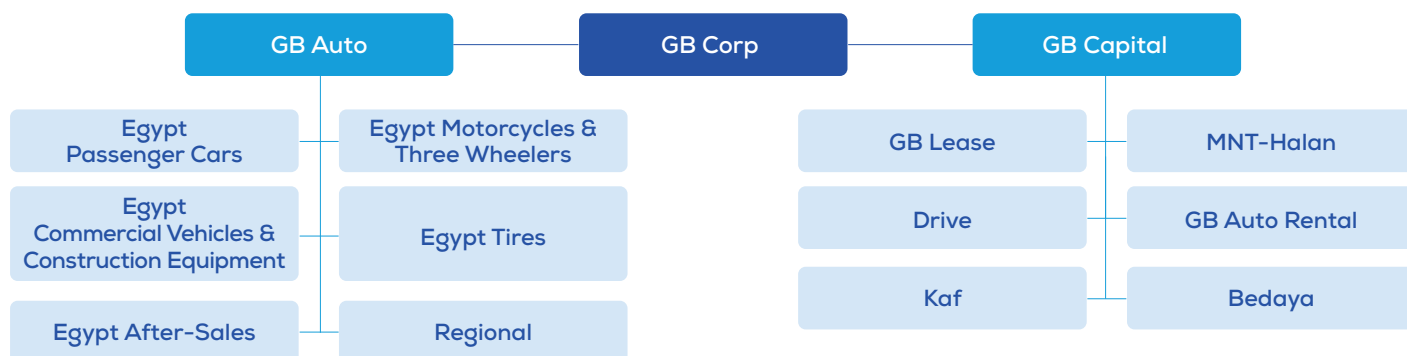 GB Auto
GB Corp
GB Capital
Egypt
Passenger Cars
Egypt Motorcycles &
Three Wheelers
Egypt
Commercial Vehicles &
Construction Equipment
Egypt Tires
Egypt After-Sales
Regional
GB Lease
MNT-Halan
Drive
GB Auto Rental
Kaf
Bedaya